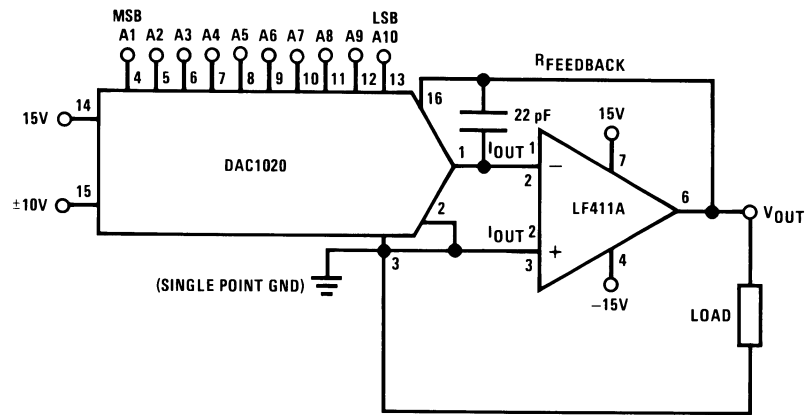 MSB LSB
A1 A2 A3 A4 A5 A6 A7 A8 A9 A10
4 5 6 7 8 9 10 11 12 13
RFEEDBACK
16
15V 14
22 pF
15V
DAC1020
1 IOUT 1
2 −
7
±10V 15
LF411A
6
VOUT
2
IOUT 2
3 +
4
3
(SINGLE POINT GND)
−15V
LOAD